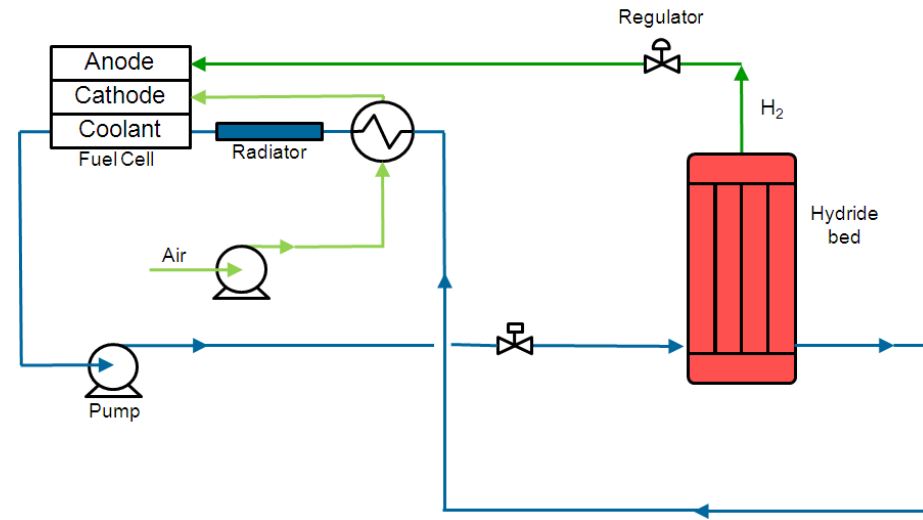 Regulator
Anode
Cathode
Coolant
Fuel Cell
Radiator
H2
Hydride
bed
Air
Pump